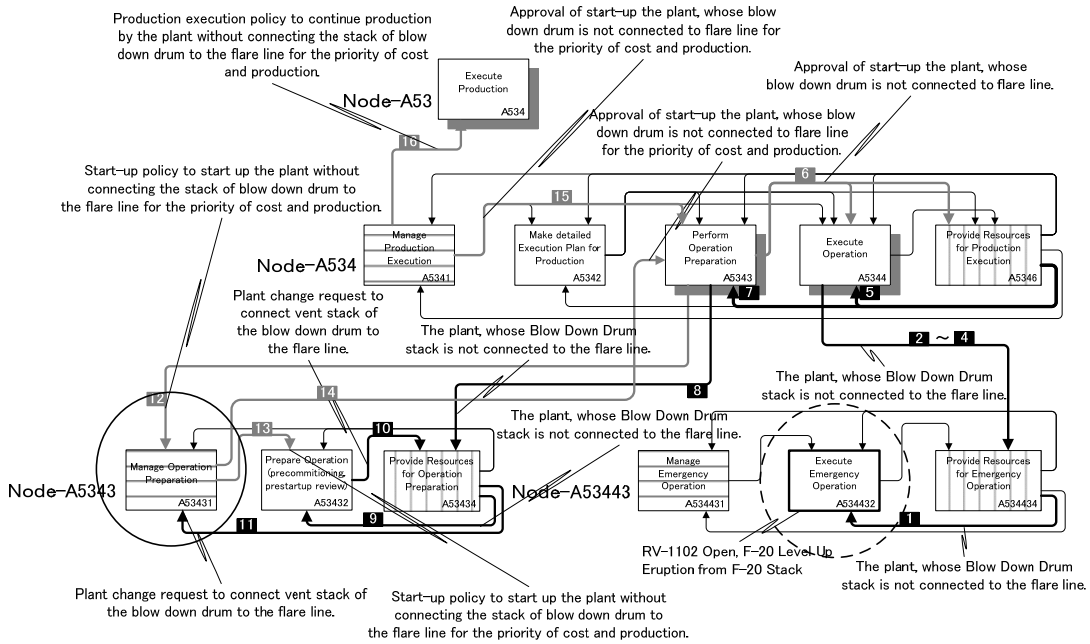 Production execution policy to continue production
by the plant without connecting the stack of blow
down drum to the flare line for the priority of cost
and production.
Approval of start-up the plant, whose blow
down drum is not connected to flare line for
the priority of cost and production.
Approval of start-up the plant, whose
blow down drum is not connected to flare line.
Approval of start-up the plant, whose blow
down drum is not connected to flare line
for the priority of cost and production.
Execute
Production
A534
Node-A53
16
Start-up policy to start up the plant without
connecting the stack of blow down drum to
the flare line for the priority of cost and production.
6
15
Manage
Production
Execution
A5341
Make detailed
Execution Plan for
Production
A5342
Perform
Operation
Preparation
A5343
Execute
Operation
A5344
Provide Resources
for Production
Execution
A5346
Node-A534
7
5
Plant change request to
connect vent stack of
the blow down drum to
the flare line.
The plant, whose Blow Down Drum
stack is not connected to the flare line.
2 ~ 4
The plant, whose Blow Down Drum
stack is not connected to the flare line.
12
14
8
The plant, whose Blow Down Drum
stack is not connected to the flare line.
13
10
Manage Operation
Preparation
A53431
Prepare Operation
(precommitioning,
prestartup review)
A53432
Provide Resources
for Operation
Preparation
A53434
Manage
Emergency
Operation
A534431
Execute
Emergency
Operation
A534432
Provide Resources
for Emergency
Operation
A534434
Node-A5343
Node-A53443
11
9
1
RV-1102 Open, F-20 Level Up
Eruption from F-20 Stack
The plant, whose Blow Down Drum
stack is not connected to the flare line.
Plant change request to connect vent stack of
the blow down drum to the flare line.
Start-up policy to start up the plant without
connecting the stack of blow down drum to
the flare line for the priority of cost and production.